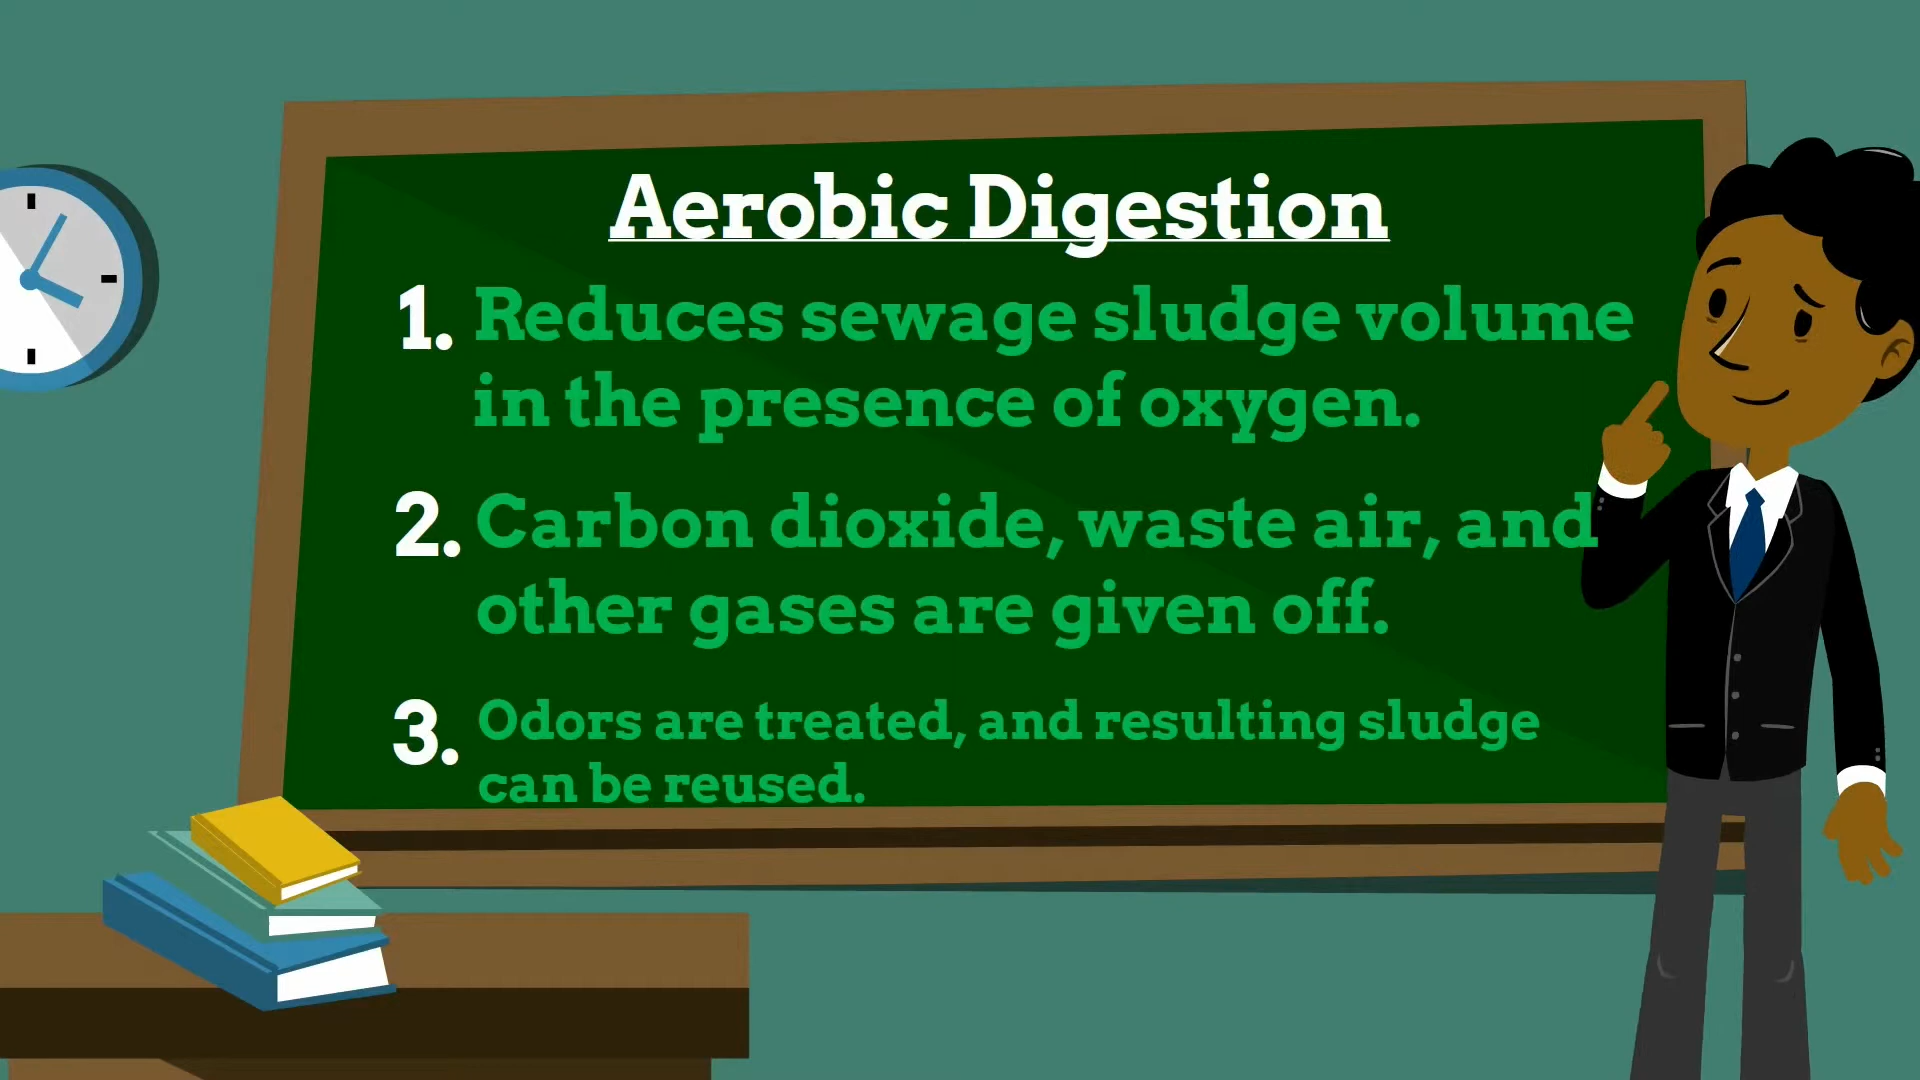 Aerobic Digestion
1. Reduces sewage sludge volume
in the presence of oxygen.
2. Carbon dioxide, waste air, and
other gases are given off.
3. Odors are treated, and resulting sludge
can be reused.